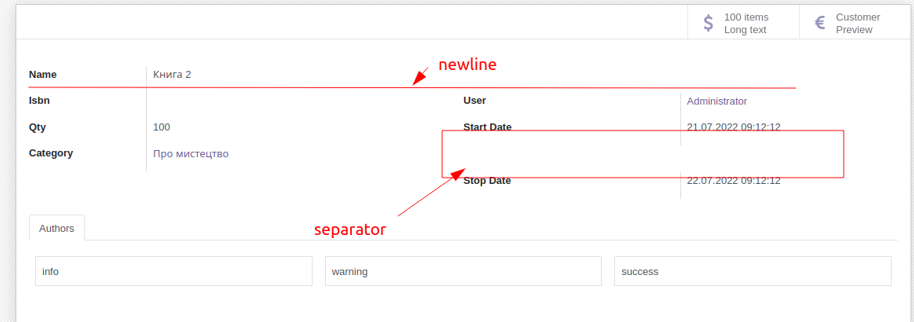 100 items
Long text
Customer
Preview
newline
Name Книга 2
Isbn
User Administrator
Qty 100
Start Date 21.07.2022 09:12:12
Category Про мистецтво
Stop Date 22.07.2022 09:12:12
separator
Authors
info
warning
success